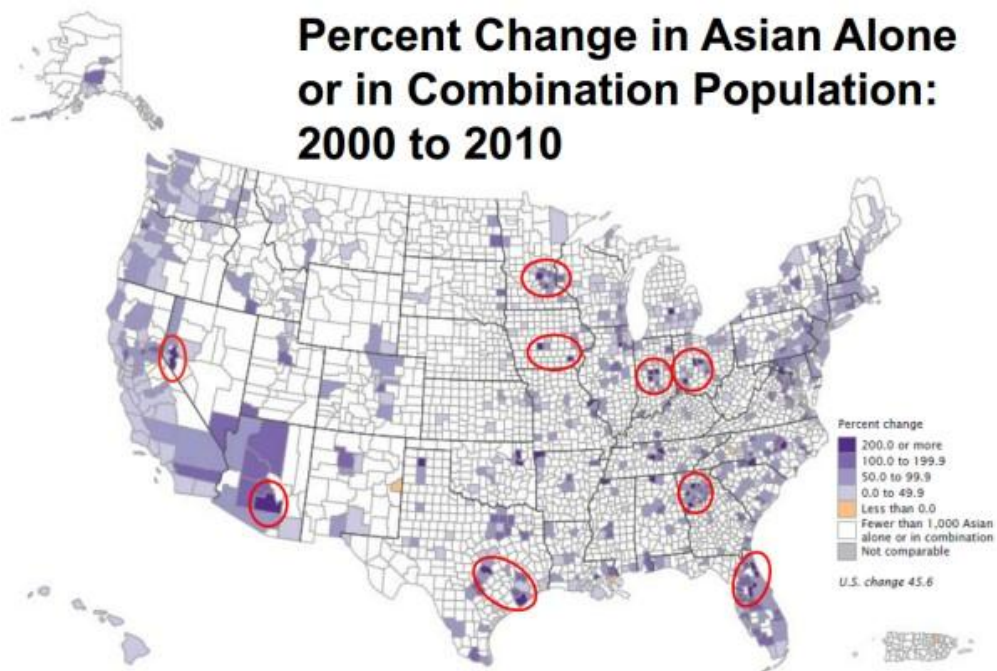 Percent Change in Asian Alone
or in Combination Population:
2000 to 2010
Percent change
200.0 or more
100.0 to 199.9
50.0 to 99.9
0.0 to 49.9
Less than 0.0
Fewer than 1,000 Asian
alone or in combination
Not comparable
U.S. change 45.6